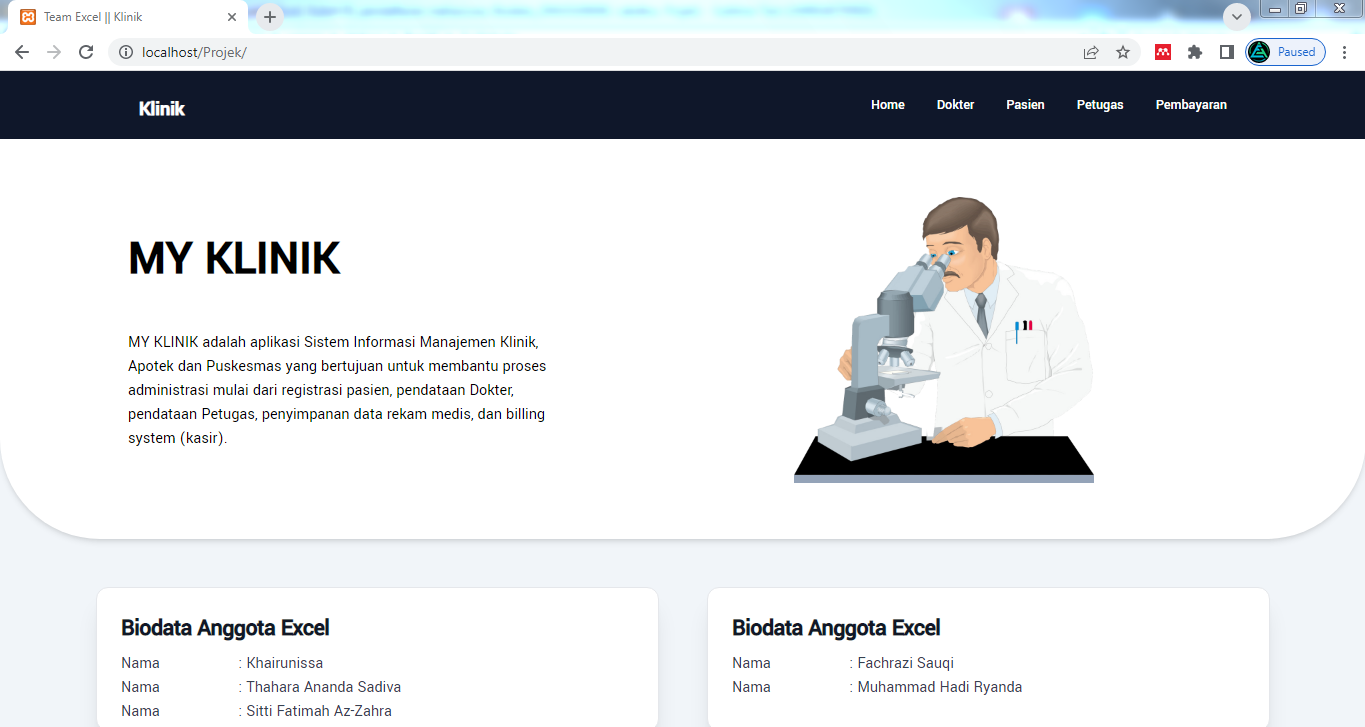 Team Excel || Klinik
localhost/Projek/
Paused
Klinik
Home Dokter Pasien Petugas Pembayaran
MY KLINIK
MY KLINIK adalah aplikasi Sistem Informasi Manajemen Klinik,
Apotek dan Puskesmas yang bertujuan untuk membantu proses
administrasi mulai dari registrasi pasien, pendataan Dokter,
pendataan Petugas, penyimpanan data rekam medis, dan billing
system (kasir).
Biodata Anggota Excel
Nama : Khairunissa
Nama : Thahara Ananda Sadiva
Nama : Sitti Fatimah Az-Zahra
Biodata Anggota Excel
Nama : Fachrazi Sauqi
Nama : Muhammad Hadi Ryanda